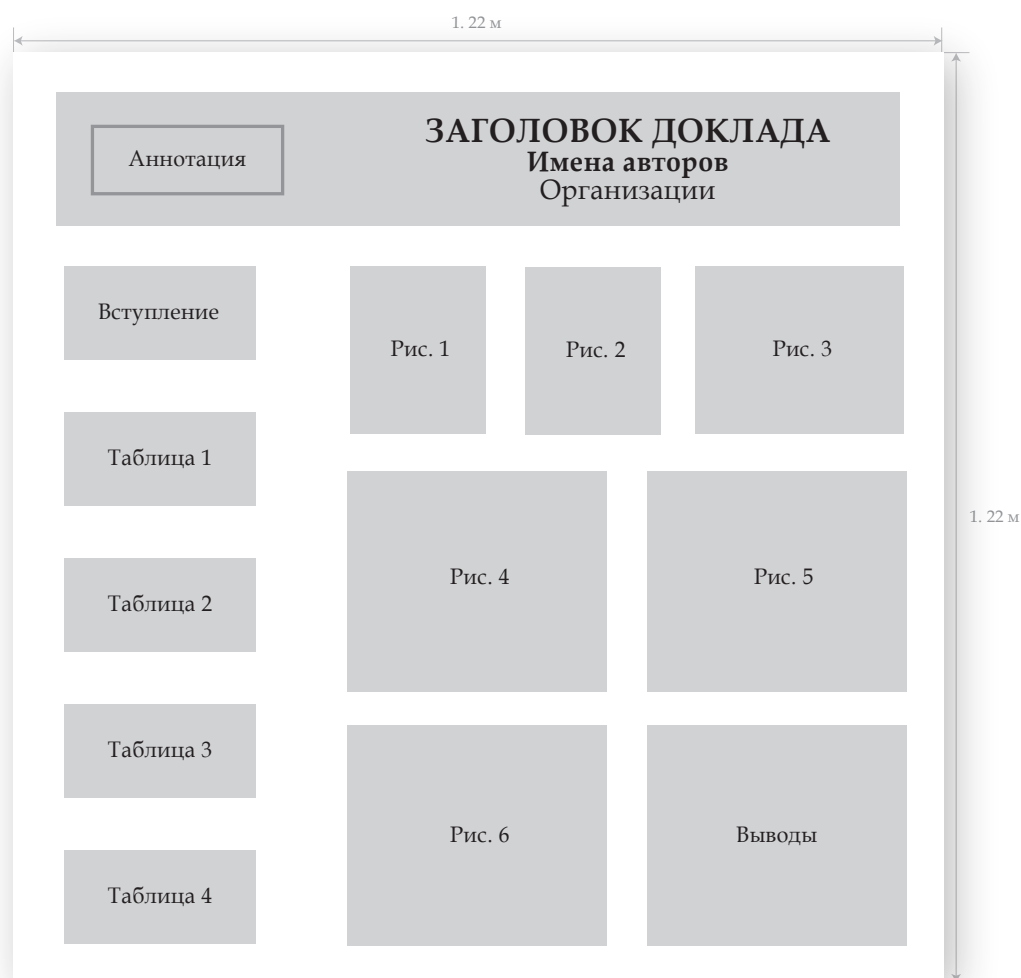 1. 22 м
Аннотация
ЗАГОЛОВОК ДОКЛАДА
Имена авторов
Организации
Вступление
Рис. 1
Рис. 2
Рис. 3
Таблица 1
1. 22 м
Рис. 4
Рис. 5
Таблица 2
Таблица 3
Рис. 6
Выводы
Таблица 4